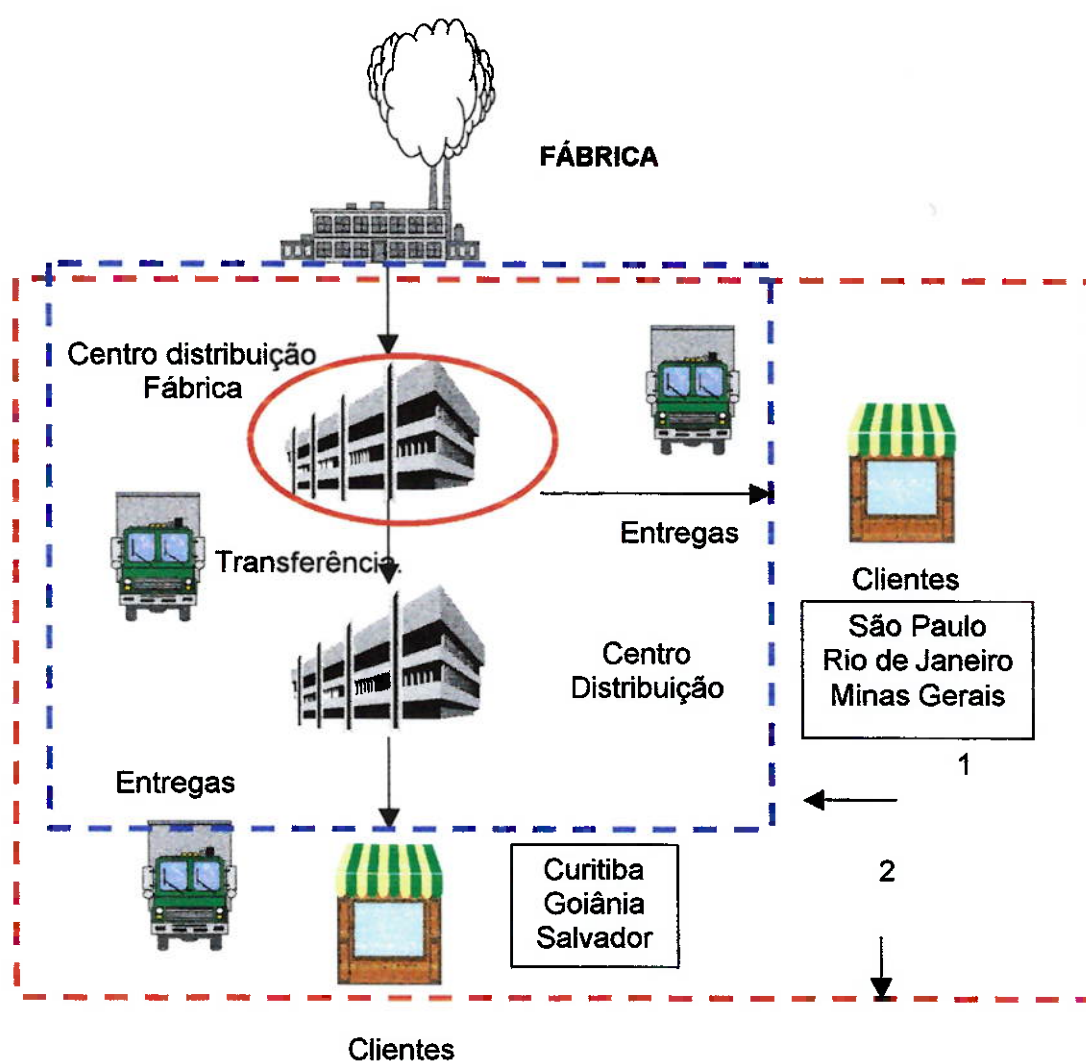 FÁBRICA
Centro distribuição
Fábrica
Entregas
Transferência.
Clientes
São Paulo
Rio de Janeiro
Minas Gerais
Centro
Distribuição
1
Entregas
2
Curitiba
Goiânia
Salvador
Clientes